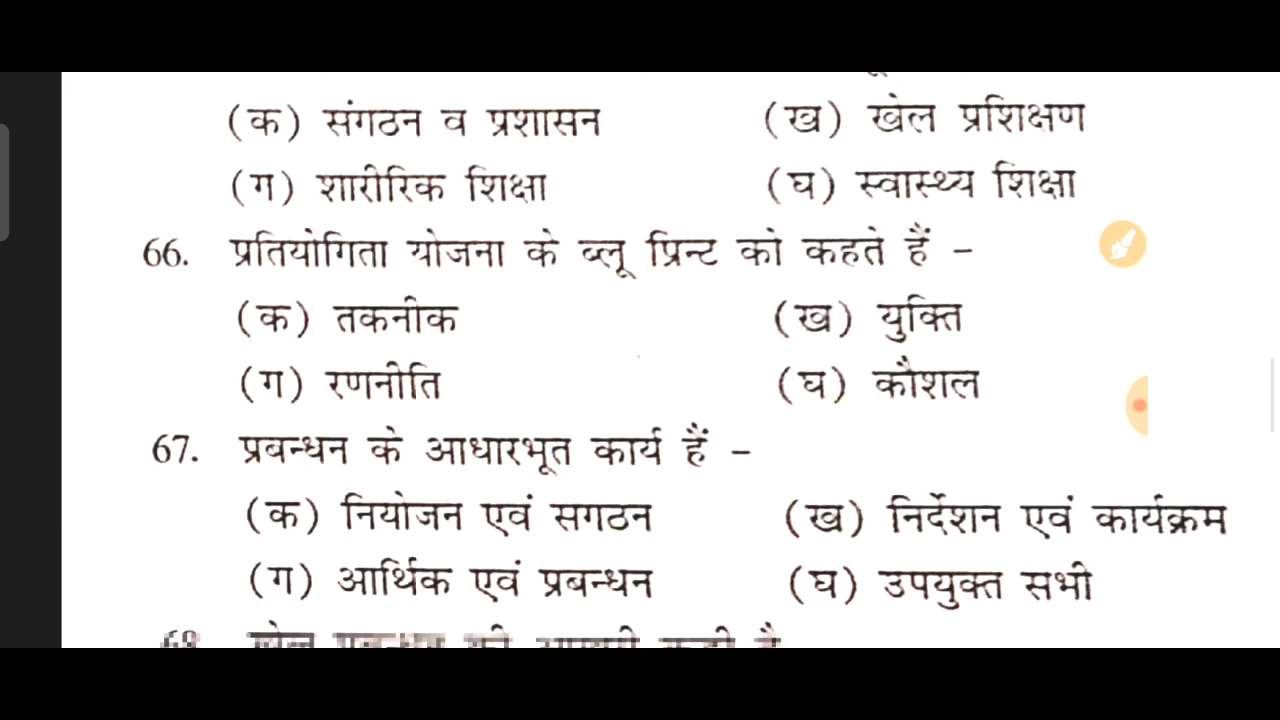 (क) संगठन व प्रशासन (ख) खेल प्रशिक्षण
(ग) शारीरिक शिक्षा (घ) स्वास्थ्य शिक्षा
66. प्रतियोगिता योजना के ब्लू प्रिन्ट को कहते हैं -
(क) तकनीक (ख) युक्ति
(ग) रणनीति (घ) कौशल
67. प्रबन्धन के आधारभूत कार्य हैं -
(क) नियोजन एवं सगठन (ख) निर्देशन एवं कार्यक्रम
(ग) आर्थिक एवं प्रबन्धन (घ) उपयुक्त सभी
68.